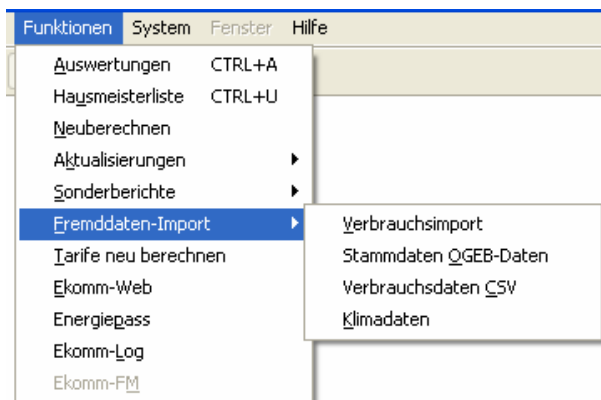 Funktionen System Fenster Hilfe
Auswertungen CTRL+A
Hausmeisterliste CTRL+U
Neuberechnen
Aktualisierungen
Sonderberichte
Fremddaten-Import
Verbrauchsimport
Tarife neu berechnen
Stammdaten OGEB-Daten
Ekomm-Web
Verbrauchsdaten CSV
Energiepass
Klimadaten
Ekomm-Log
Ekomm-FM